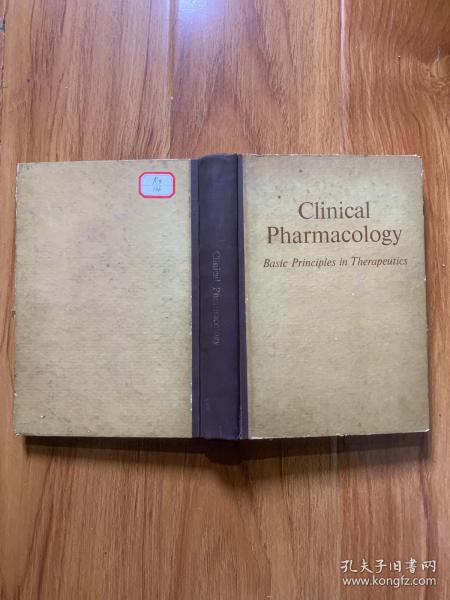 Clinical
Pharmacology
Basic Principles in Therapeutics
Clinical Pharmacology
孔夫子旧书网
www.kongfz.com